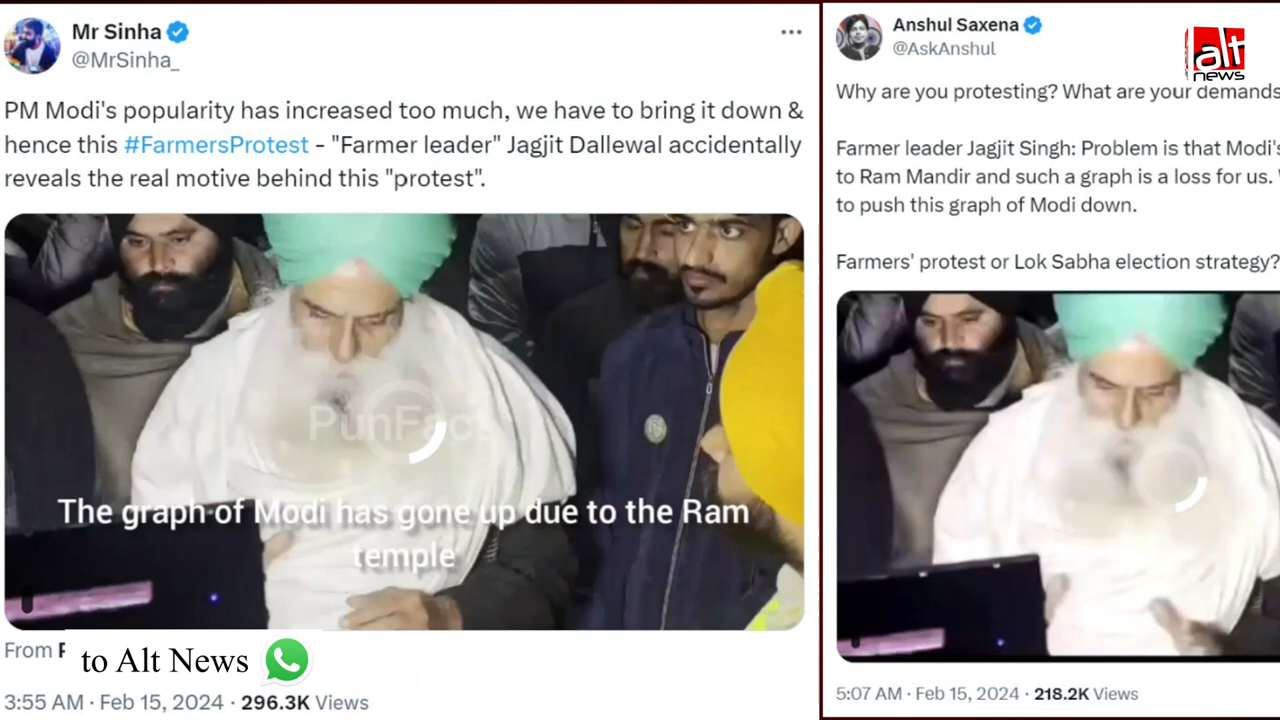 Mr Sinha
@MrSinha_
PM Modi's popularity has increased too much, we have to bring it down &
hence this #FarmersProtest - "Farmer leader" Jagjit Dallewal accidentally
reveals the real motive behind this "protest".
PunFact
The graph of Modi has gone up due to the Ram
temple
From
to Alt News
3:55 AM · Feb 15, 2024 · 296.3K Views
Anshul Saxena
@AskAnshul
alt
news
Why are you protesting? What are your demands
Farmer leader Jagjit Singh: Problem is that Modi's
to Ram Mandir and such a graph is a loss for us.
to push this graph of Modi down.
Farmers' protest or Lok Sabha election strategy?
5:07 AM · Feb 15, 2024 · 218.2K Views